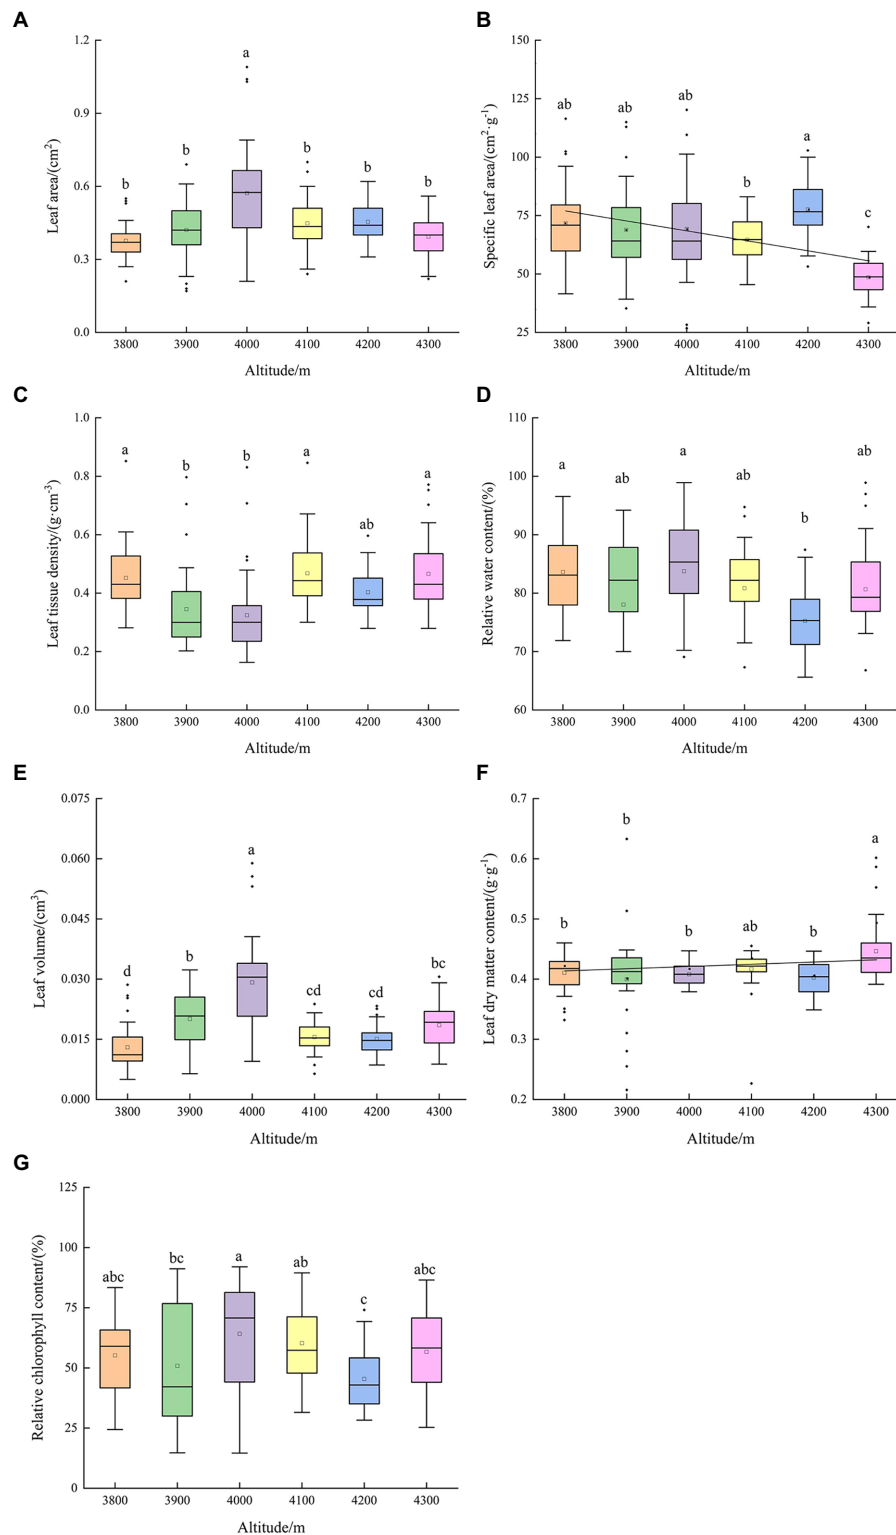 A
Leaf area/(cm2)
1.2
0.9
0.6
0.3
0.0
b
b
a
b
b
b
3800 3900 4000 4100 4200 4300
Altitude/m
B
Specific leaf area/(cm2·g-1)
150
125
100
75
50
25
ab
ab
ab
b
a
c
3800 3900 4000 4100 4200 4300
Altitude/m
C
Leaf tissue density/(g·cm-3)
1.0
0.8
0.6
0.4
0.2
0.0
a
b
b
a
ab
a
3800 3900 4000 4100 4200 4300
Altitude/m
D
Relative water content/(%)
110
100
90
80
70
60
a
ab
a
ab
b
ab
3800 3900 4000 4100 4200 4300
Altitude/m
E
Leaf volume/(cm3)
0.075
0.060
0.045
0.030
0.015
0.000
d
b
a
cd
cd
bc
3800 3900 4000 4100 4200 4300
Altitude/m
F
Leaf dry matter content/(g·g-1)
0.7
0.6
0.5
0.4
0.3
0.2
b
b
b
ab
b
a
3800 3900 4000 4100 4200 4300
Altitude/m
G
Relative chlorophyll content/(%)
125
100
75
50
25
0
abc
bc
a
ab
c
abc
3800 3900 4000 4100 4200 4300
Altitude/m